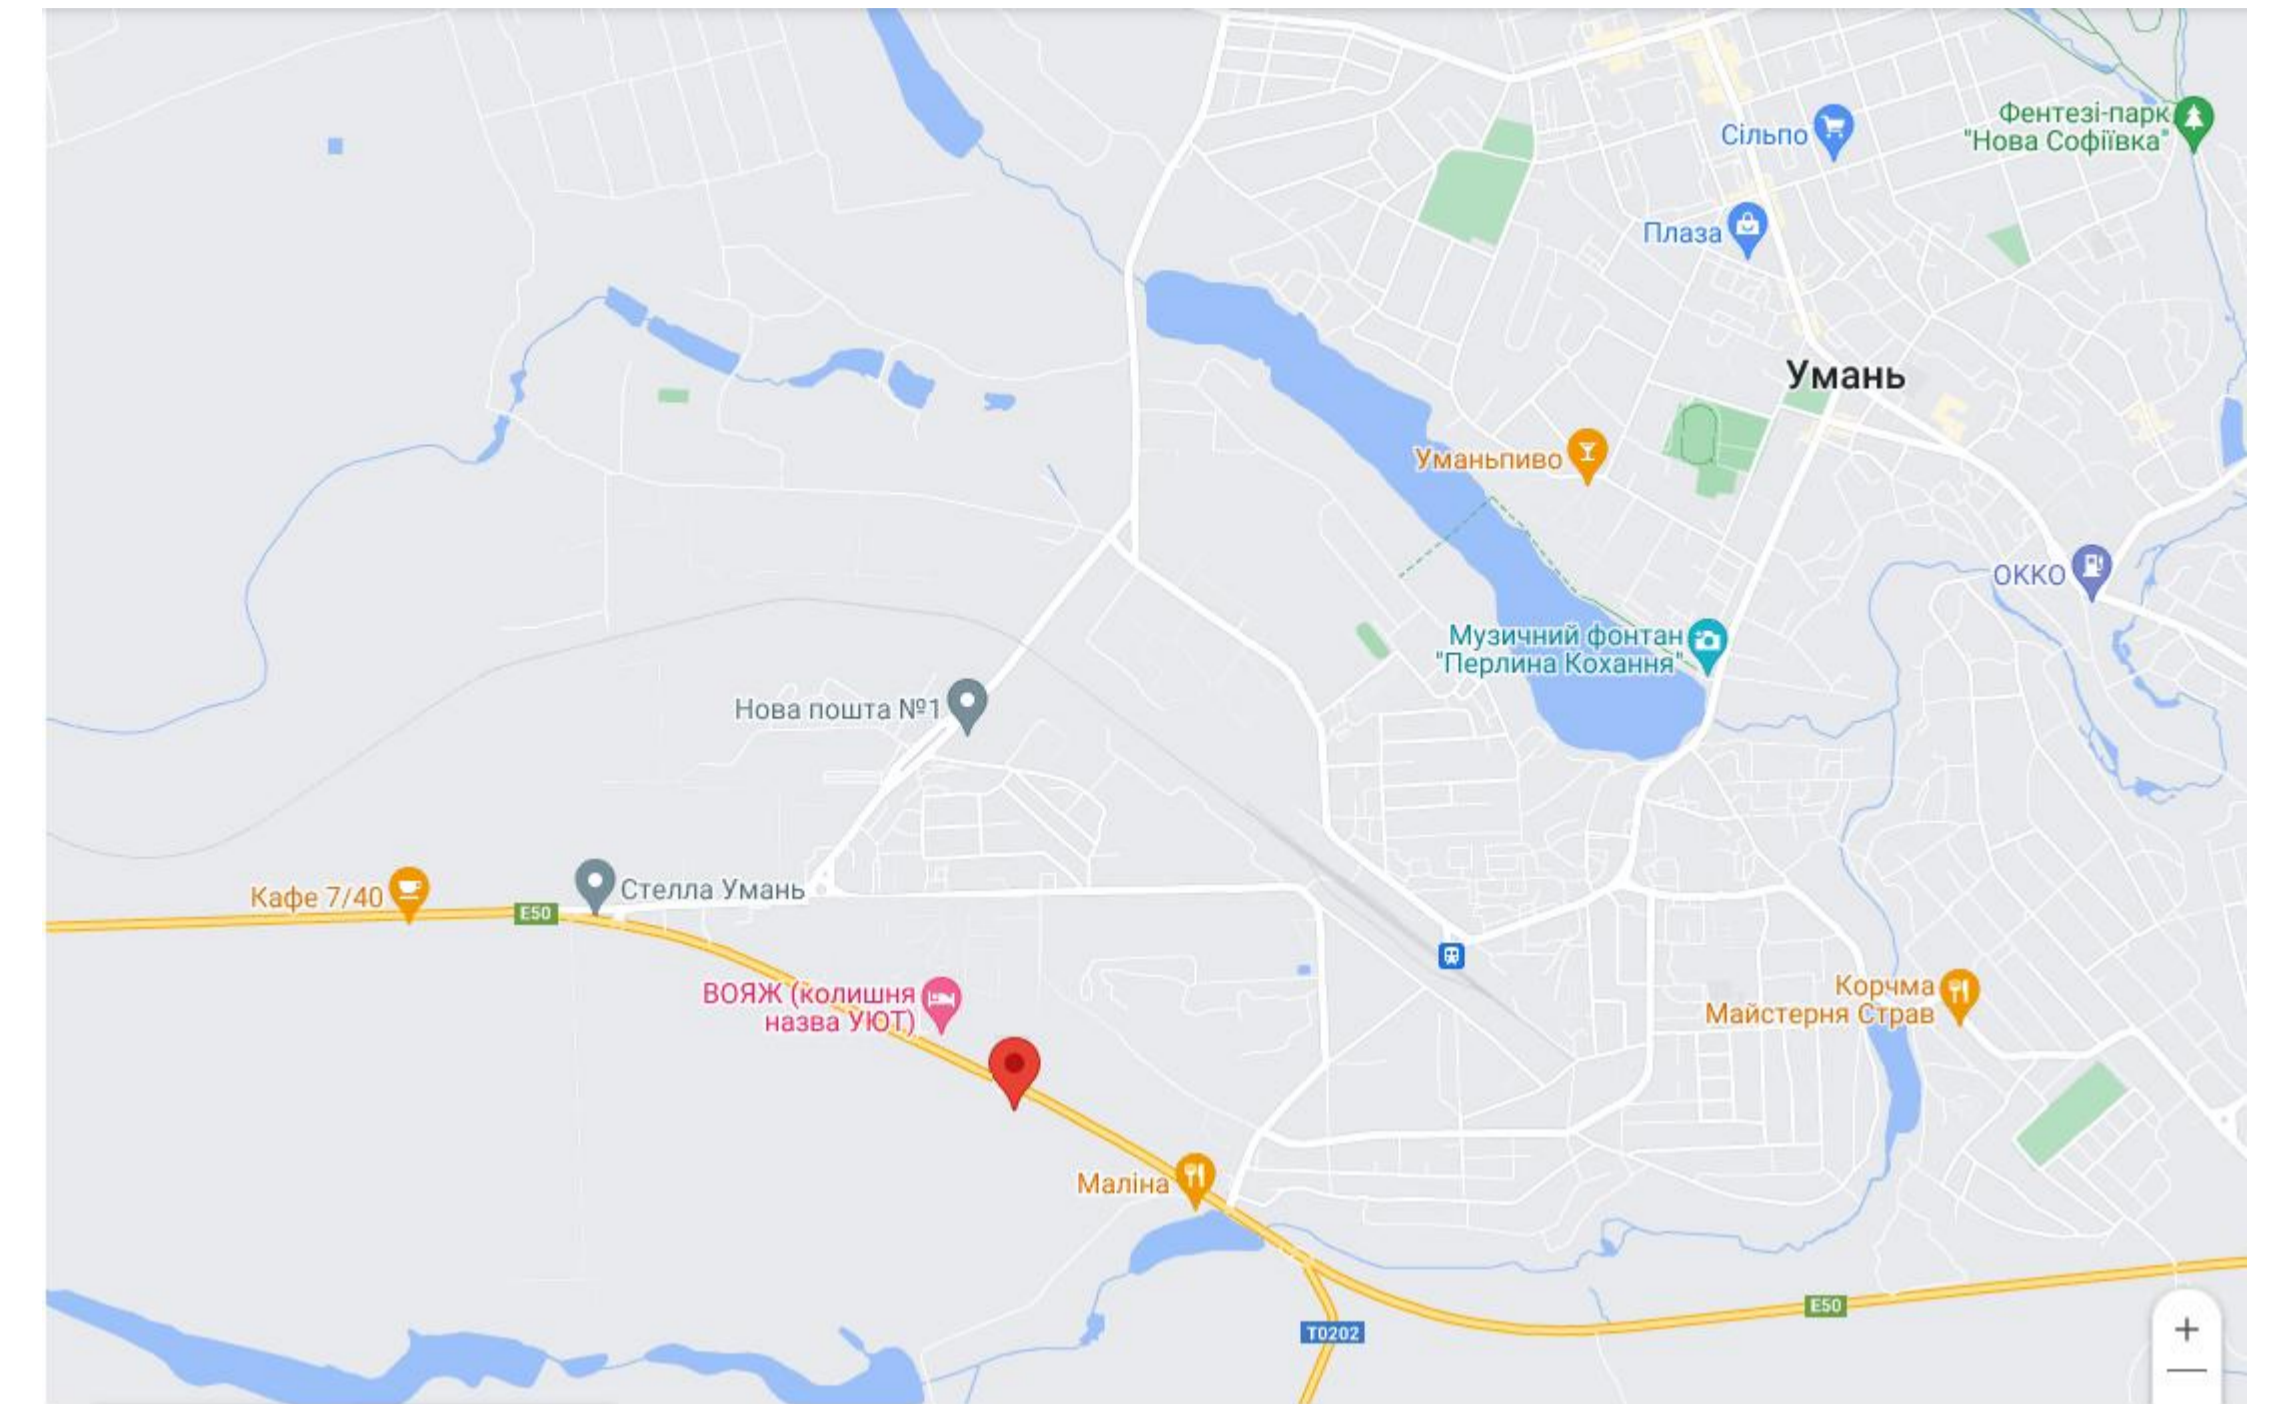 Фентезі-парк
"Нова Софіївка"
Сільпо
Плаза
Умань
Уманьпиво
ОККО
Музичний фонтан
"Перлина Кохання"
Нова пошта №1
Кафе 7/40
Стелла Умань
E50
ВОЯЖ (колишня
назва УЮТ)
Корчма
Майстерня Страв
Маліна
E50
T0202
+
—